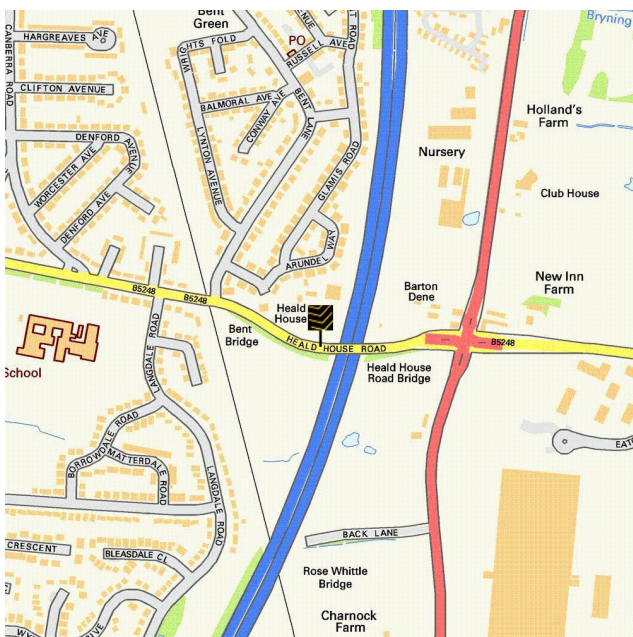 Bent
Green
HARGREAVES AVE
CANBERRA
ROAD
WRIGHTS FOLD
PO
RUSSELL AVE
Bryning
CLIFTON AVENUE
BALMORAL AVE
CONWAY AVE
BENT LANE
LYNTON AVENUE
DENFORD AVENUE
WORCESTER AVE
DENFORD AVE
GLAMIS ROAD
ARUNDEL WAY
Holland's
Farm
Nursery
Club House
New Inn
Farm
Barton
Dene
B5248
B5248
Heald
House
Bent
Bridge
HEALD HOUSE ROAD
B5248
Heald House
Road Bridge
School
LANGDALE ROAD
BORROWDALE ROAD
MATTERDALE
ROAD
LANGDALE ROAD
EAT
BACK LANE
CRESCENT
BLEASDALE CL
Rose Whittle
Bridge
Charnock
Farm